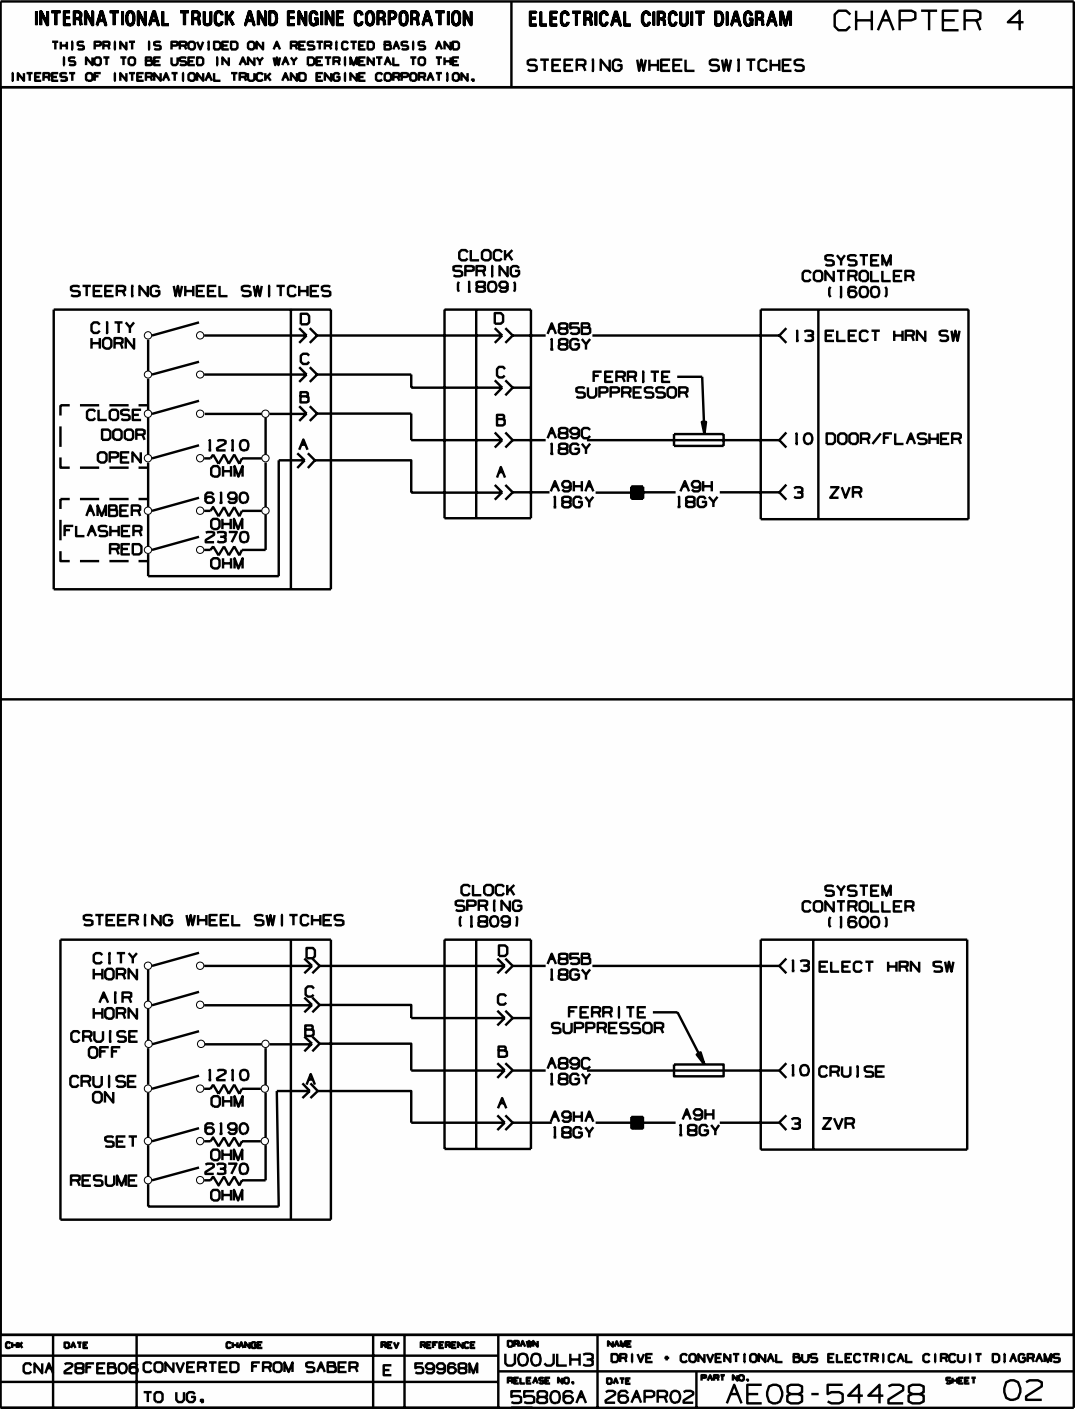 INTERNATIONAL TRUCK AND ENGINE CORPORATION
THIS PRINT IS PROVIDED ON A RESTRICTED BASIS AND
IS NOT TO BE USED IN ANY WAY DETRIMENTAL TO THE
INTEREST OF INTERNATIONAL TRUCK AND ENGINE CORPORATION.
ELECTRICAL CIRCUIT DIAGRAM CHAPTER 4
STEERING WHEEL SWITCHES
STEERING WHEEL SWITCHES
CLOCK
SPRING
(1809)
SYSTEM
CONTROLLER
(1600)
CITY
HORN
CLOSE
DOOR
OPEN
AMBER
FLASHER
RED
1210
OHM
6190
OHM
2370
OHM
D
C
B
A
D
C
B
A
A85B
18GY
FERRITE
SUPPRESSOR
A89C
18GY
A9HA
18GY
A9H
18GY
13 ELECT HRN SW
10 DOOR/FLASHER
3 ZVR
STEERING WHEEL SWITCHES
CLOCK
SPRING
(1809)
SYSTEM
CONTROLLER
(1600)
CITY
HORN
AIR
HORN
CRUISE
OFF
CRUISE
ON
SET
RESUME
1210
OHM
6190
OHM
2370
OHM
D
C
B
A
D
C
B
A
A85B
18GY
FERRITE
SUPPRESSOR
A89C
18GY
A9HA
18GY
A9H
18GY
13 ELECT HRN SW
10 CRUISE
3 ZVR
CHK DATE CHANGE REV REFERENCE
CNA 28FEB06 CONVERTED FROM SABER E 59968M
TO UG.
DRAWN
U00JLH3
NAME
DRIVE • CONVENTIONAL BUS ELECTRICAL CIRCUIT DIAGRAMS
RELEASE NO.
55806A
DATE
26APR02
PART NO.
AE08-54428
SHEET
02